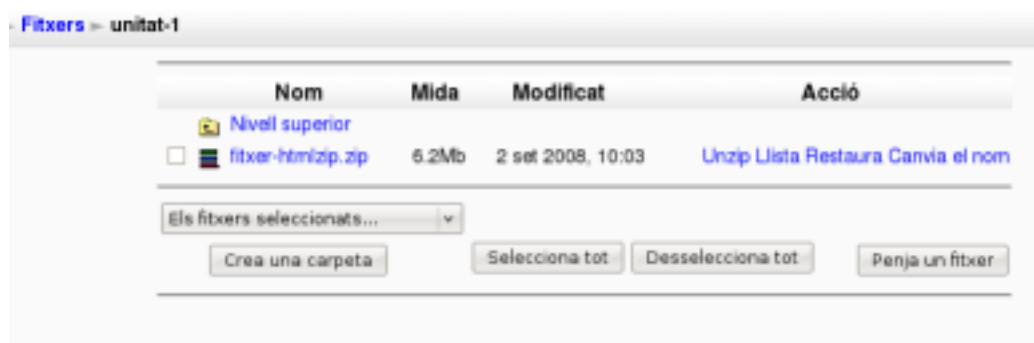 Fitxers ► unitat-1
Nom Mida Modificat Acció
Nivell superior
fitxer-htmlzip.zip 6.2Mb 2 set 2008, 10:03 Unzip Llista Restaura Canvia el nom
Els fitxers seleccionats...
Crea una carpeta Selecciona tot Desselecciona tot Penja un fitxer